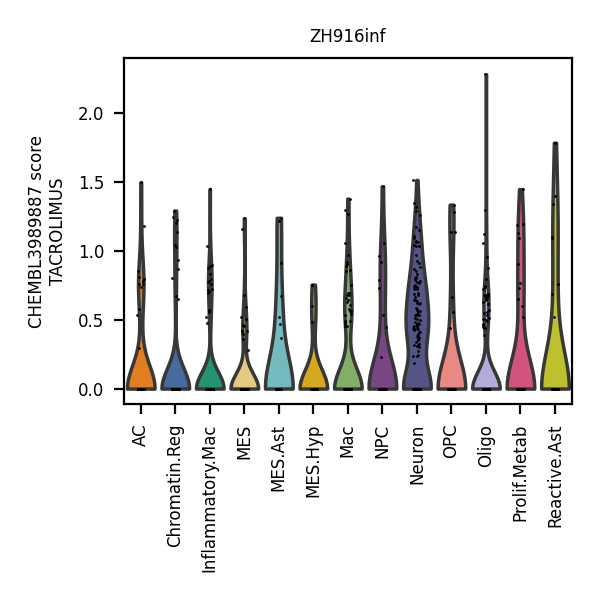 ZH916inf
CHEMBL3989887 score
TACROLIMUS
2.0
1.5
1.0
0.5
0.0
AC
Chromatin.Reg
Inflammatory.Mac
MES
MES.Ast
MES.Hyp
Mac
NPC
Neuron
OPC
Oligo
Prolif.Metab
Reactive.Ast